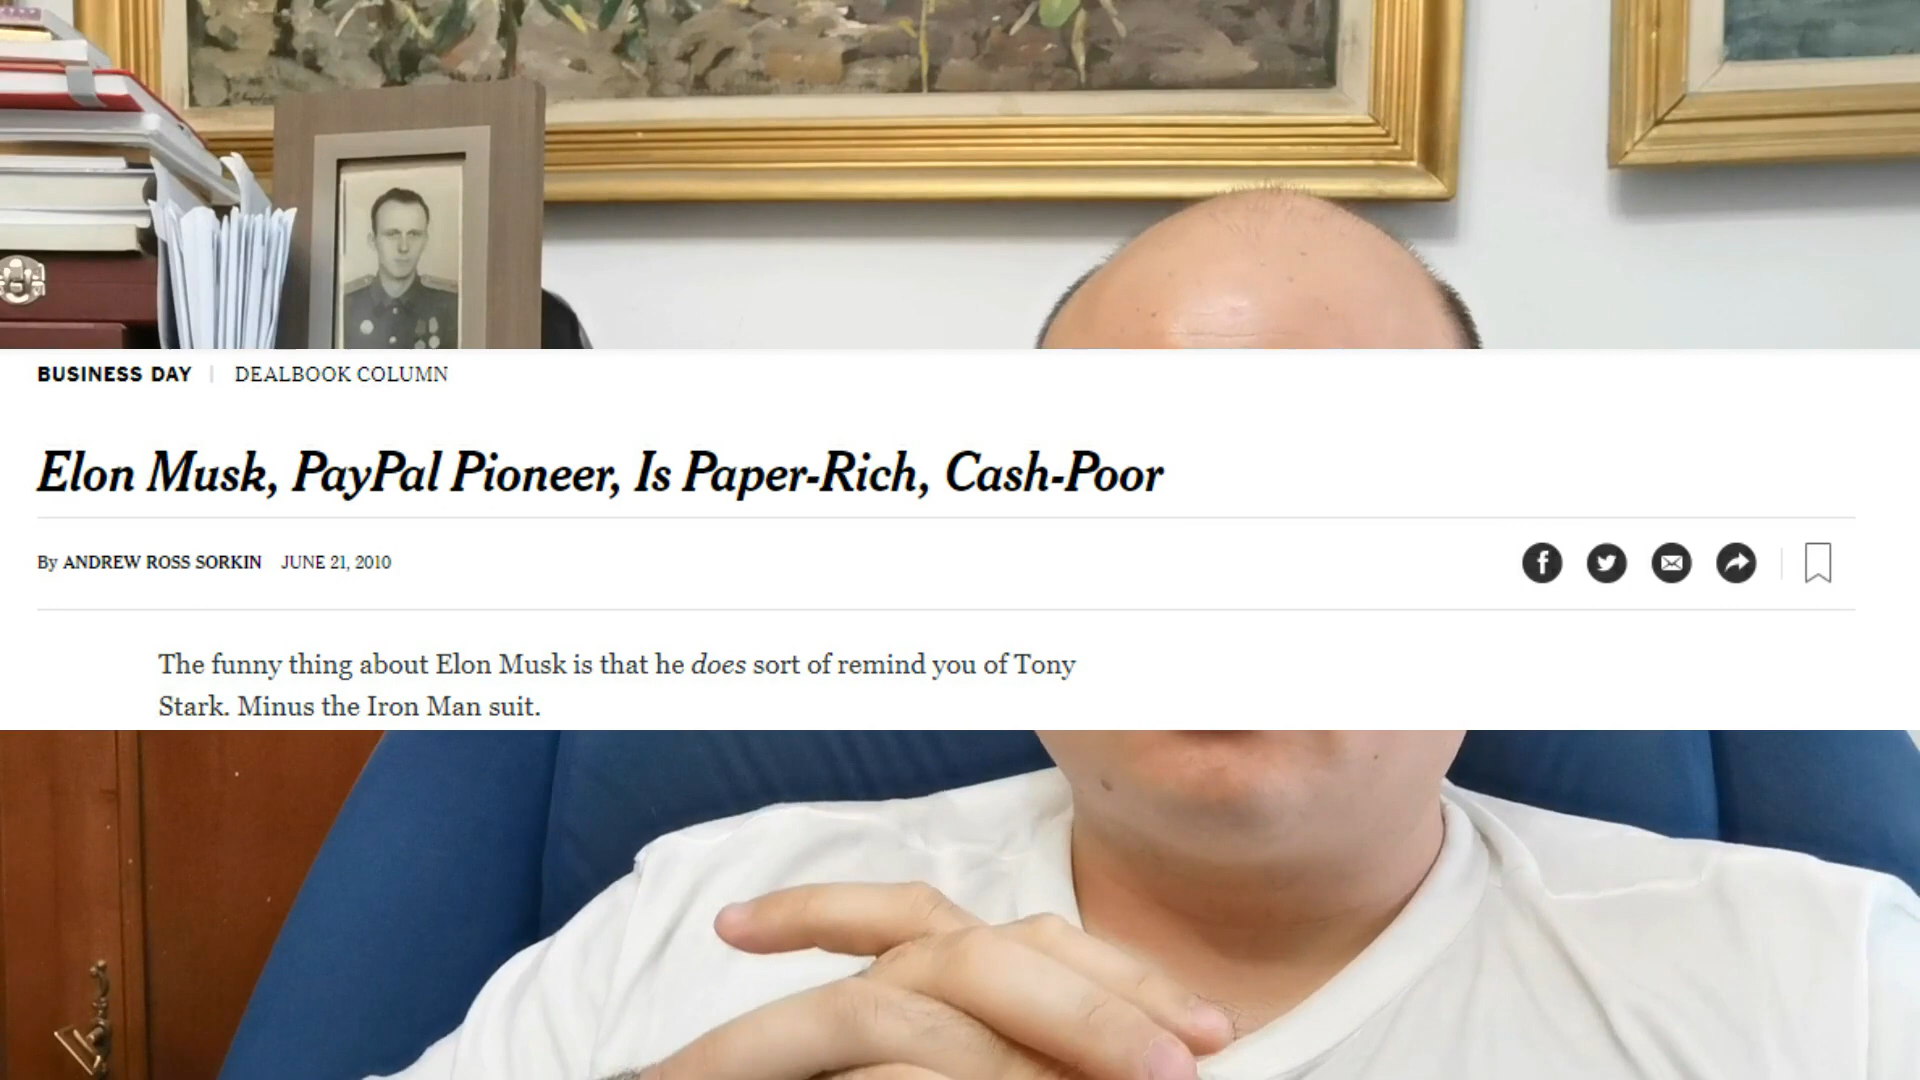 BUSINESS DAY | DEALBOOK COLUMN
Elon Musk, PayPal Pioneer, Is Paper-Rich, Cash-Poor
By ANDREW ROSS SORKIN JUNE 21, 2010
The funny thing about Elon Musk is that he does sort of remind you of Tony
Stark. Minus the Iron Man suit.